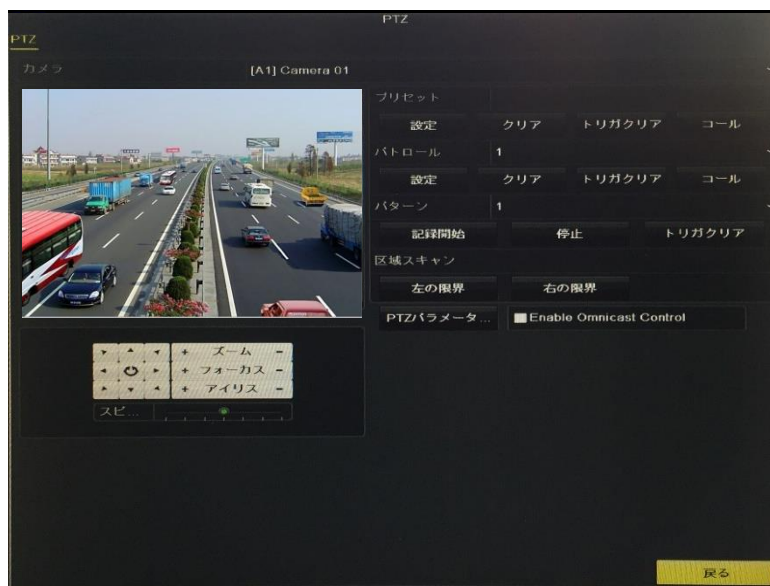 PTZ
PTZ
カメラ [A1] Camera 01
プリセット
設定 クリア トリガクリア コール
パトロール 1
設定 クリア トリガクリア コール
パターン 1
記録開始 停止 トリガクリア
区域スキャン
左の限界 右の限界
PTZパラメータ... Enable Omnicast Control
+ ズーム -
+ フォーカス -
+ アイリス -
スピ...
戻る